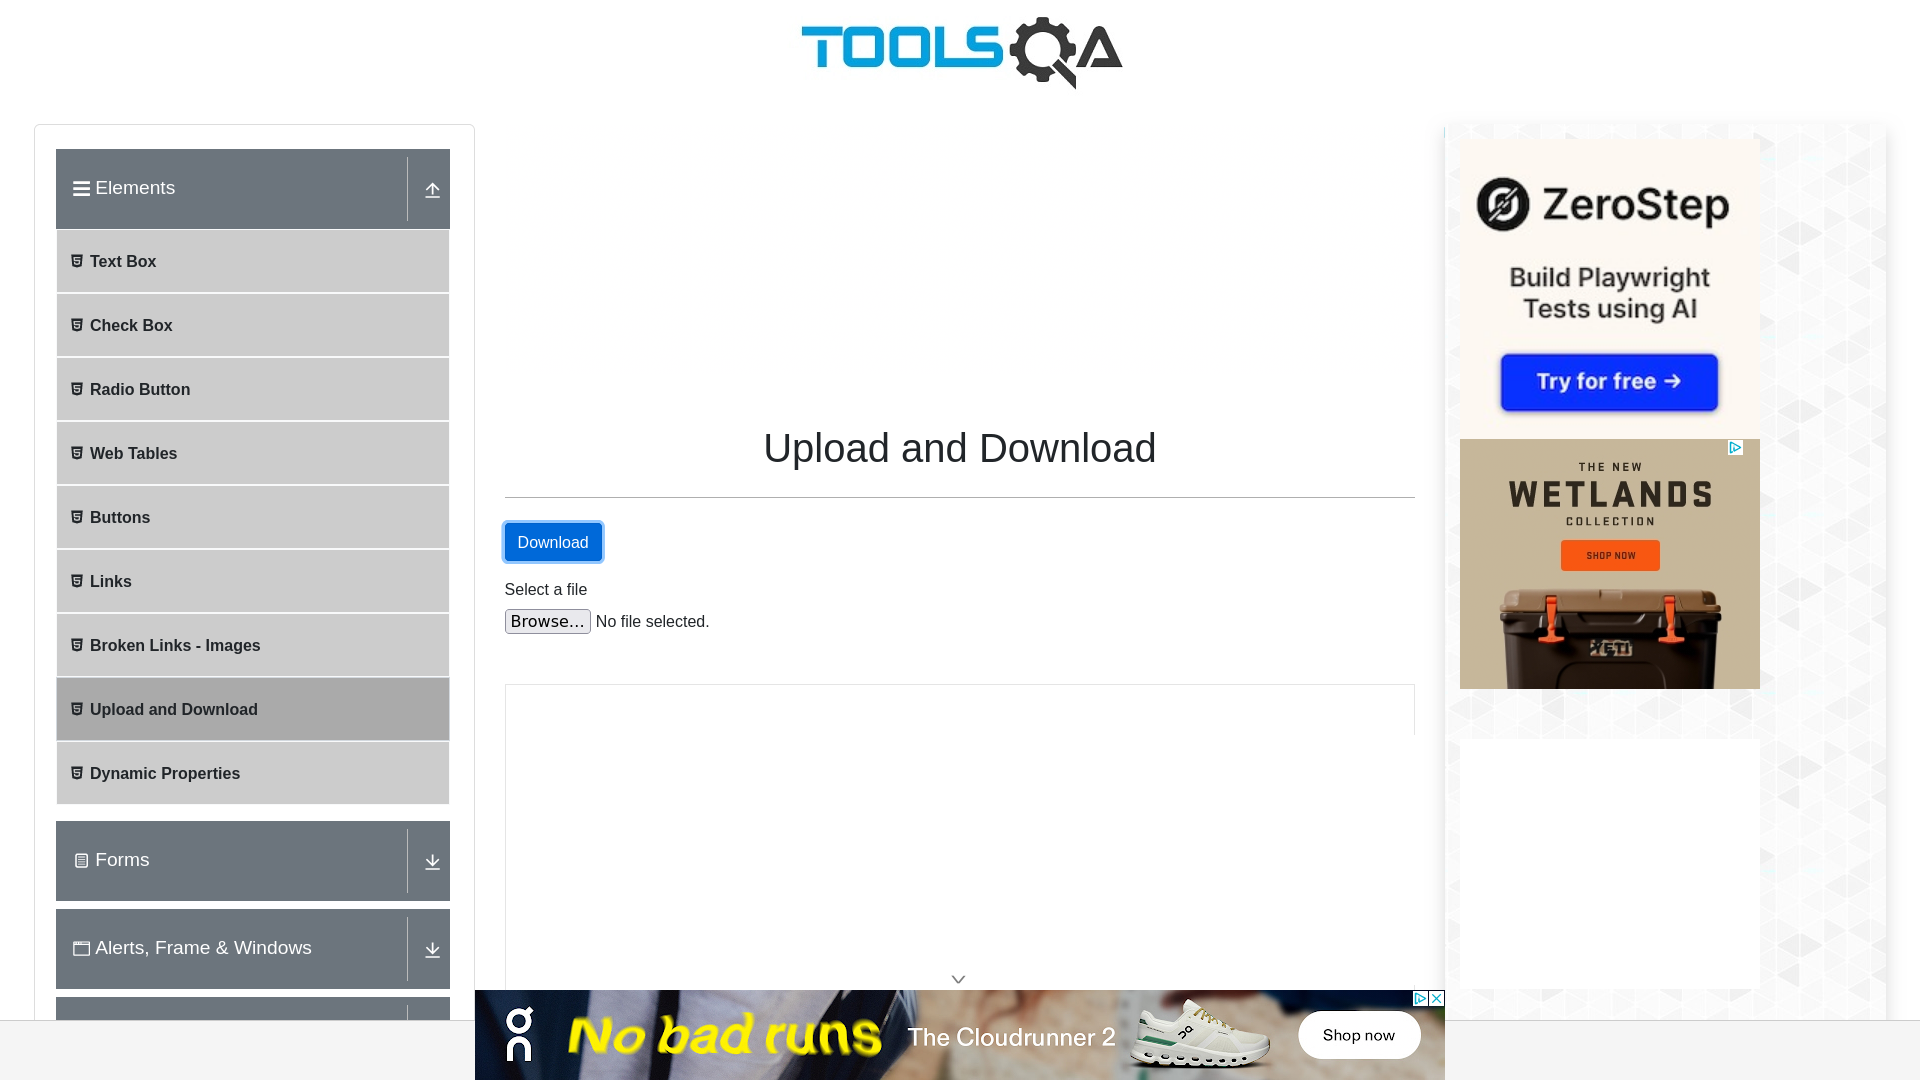 TOOLSQA
Elements
Text Box
Check Box
Radio Button
Web Tables
Buttons
Links
Broken Links - Images
Upload and Download
Dynamic Properties
Forms
Alerts, Frame & Windows
Upload and Download
Download
Select a file
Browse... No file selected.
ZeroStep
Build Playwright
Tests using AI
Try for free →
THE NEW
WETLANDS
COLLECTION
SHOP NOW
YETI
on
No bad runs
The Cloudrunner 2
Shop now